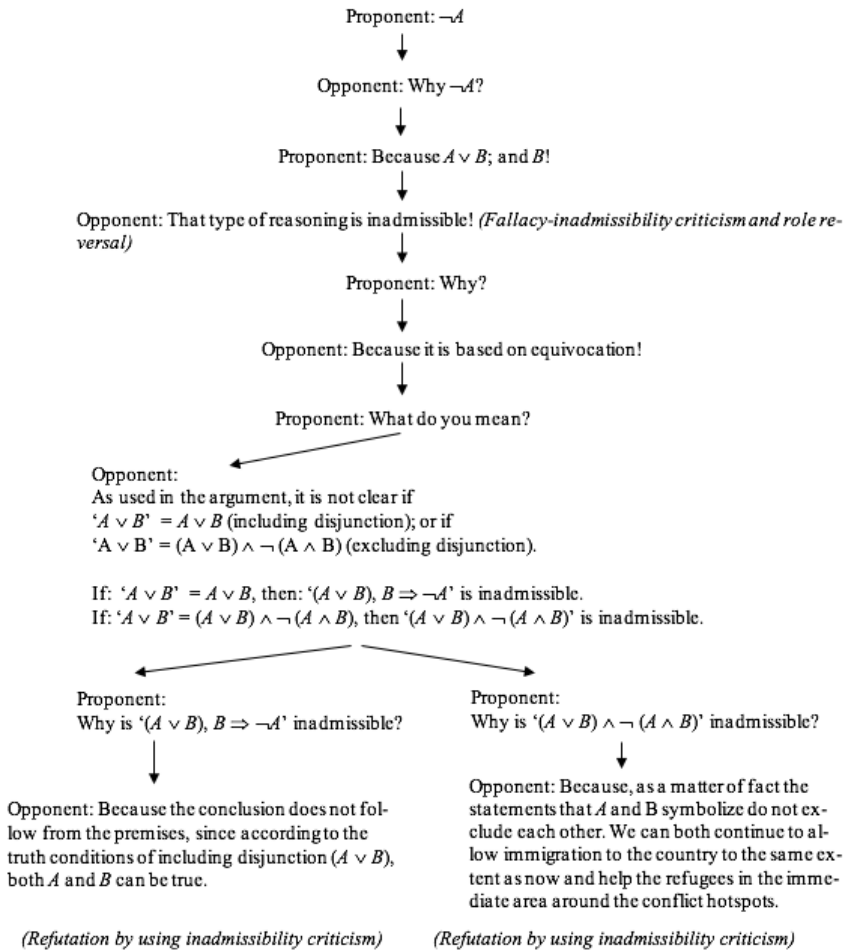 Proponent: ¬A
Opponent: Why ¬A?
Proponent: Because A ∨ B; and B!
Opponent: That type of reasoning is inadmissible! (Fallacy-inadmissibility criticism and role re-
versal)
Proponent: Why?
Opponent: Because it is based on equivocation!
Proponent: What do you mean?
Opponent:
As used in the argument, it is not clear if
‘A ∨ B’ = A ∨ B (including disjunction); or if
‘A ∨ B’ = (A ∨ B) ∧ ¬ (A ∧ B) (excluding disjunction).
If: ‘A ∨ B’ = A ∨ B, then: ‘(A ∨ B), B ⇒ ¬A’ is inadmissible.
If: ‘A ∨ B’ = (A ∨ B) ∧ ¬ (A ∧ B), then ‘(A ∨ B) ∧ ¬ (A ∧ B)’ is inadmissible.
Proponent:
Why is ‘(A ∨ B), B ⇒ ¬A’ inadmissible?
Opponent: Because the conclusion does not fol-
low from the premises, since according to the
truth conditions of including disjunction (A ∨ B),
both A and B can be true.
(Refutation by using inadmissibility criticism)
Proponent:
Why is ‘(A ∨ B) ∧ ¬ (A ∧ B)’ inadmissible?
Opponent: Because, as a matter of fact the
statements that A and B symbolize do not ex-
clude each other. We can both continue to al-
low immigration to the country to the same ex-
tent as now and help the refugees in the imme-
diate area around the conflict hotspots.
(Refutation by using inadmissibility criticism)